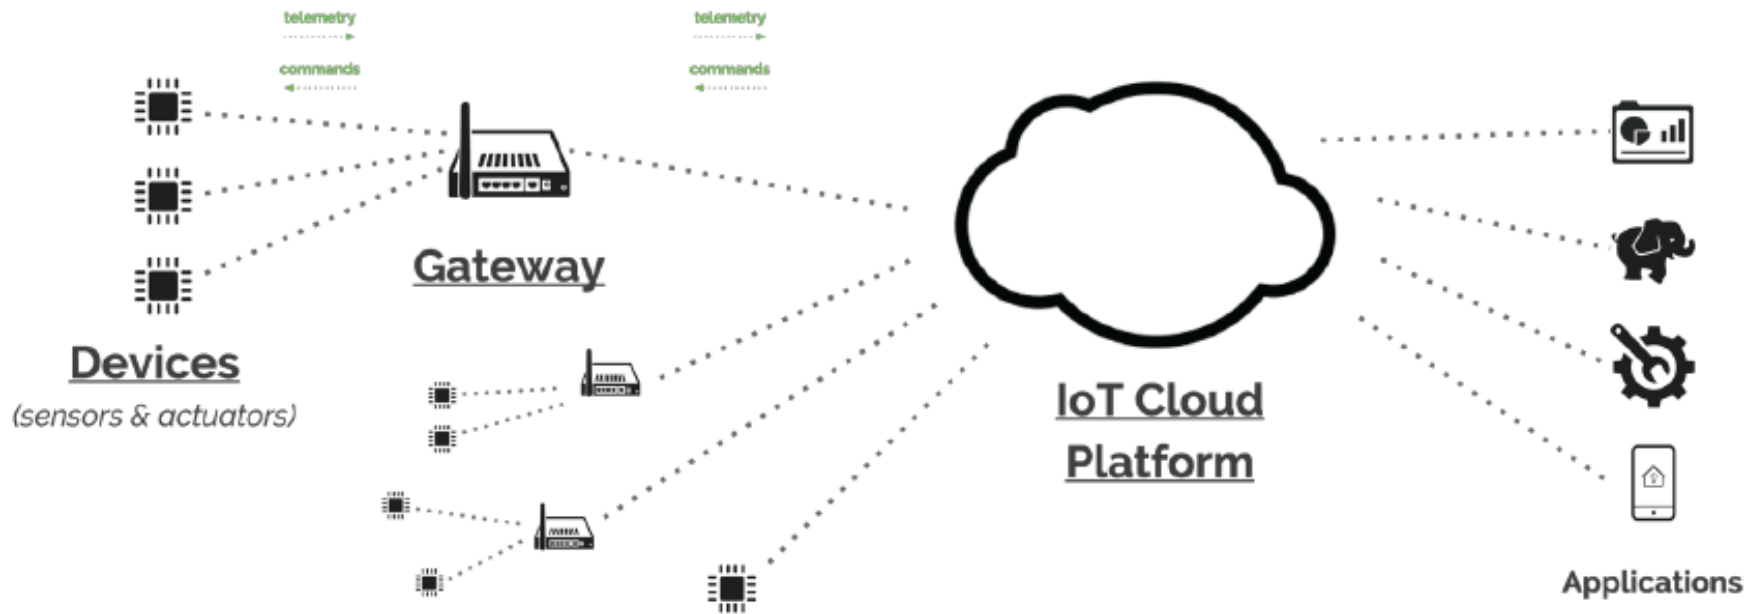 telemetry
commands
telemetry
commands
Gateway
Devices
(sensors & actuators)
IoT Cloud
Platform
Applications